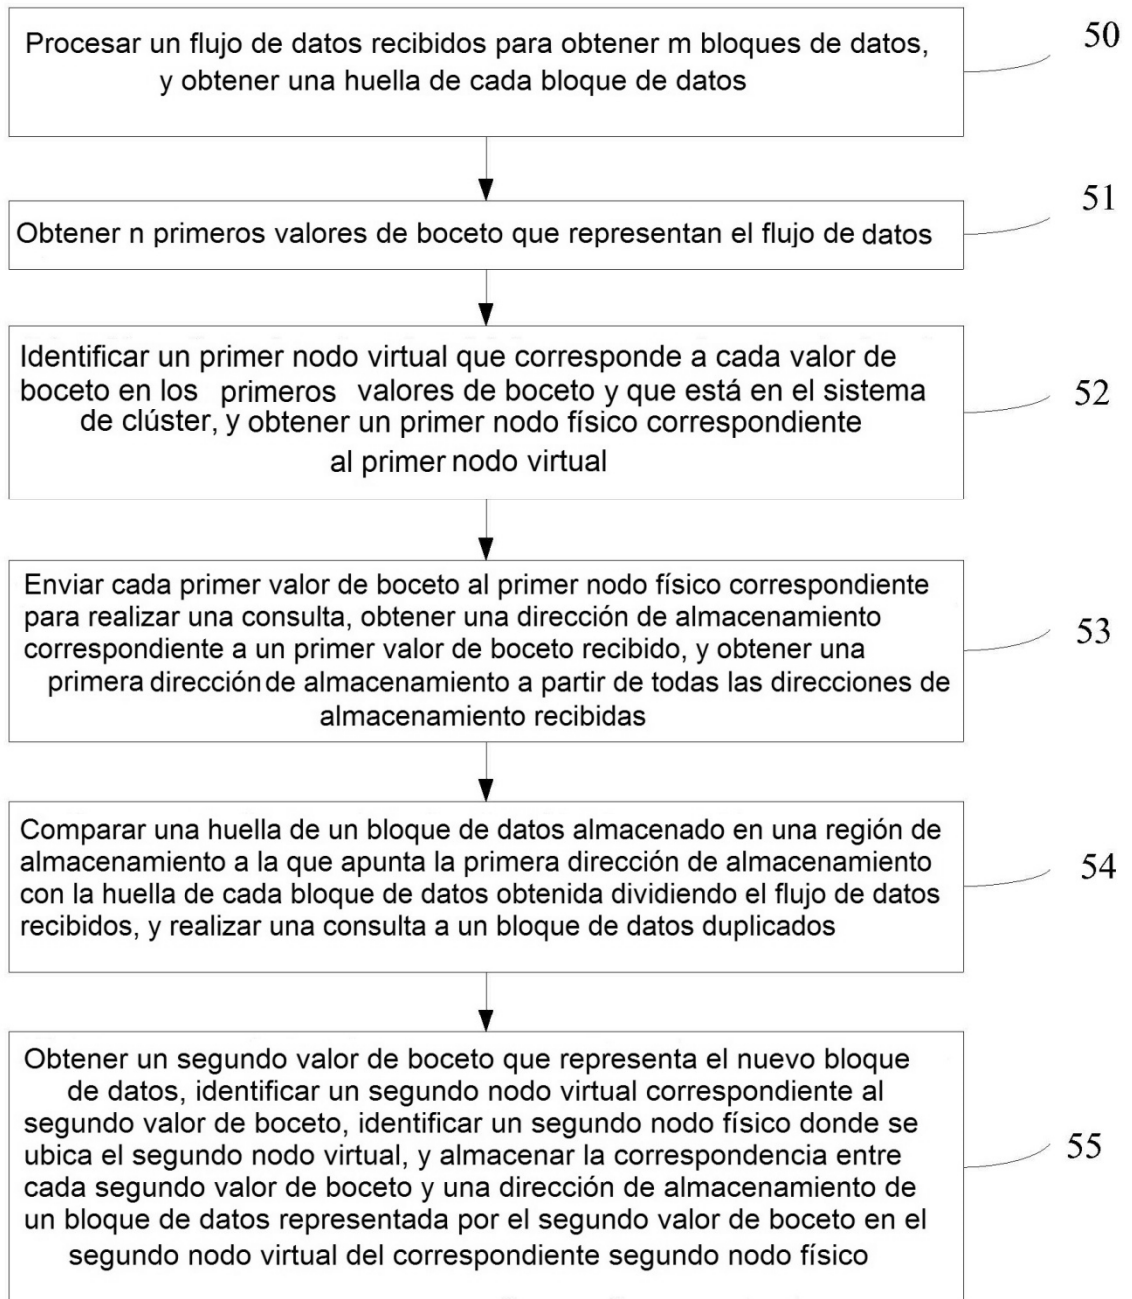 Procesar un flujo de datos recibidos para obtener m bloques de datos,
y obtener una huella de cada bloque de datos
50
Obtener n primeros valores de boceto que representan el flujo de datos
51
Identificar un primer nodo virtual que corresponde a cada valor de
boceto en los primeros valores de boceto y que está en el sistema
de clúster, y obtener un primer nodo físico correspondiente
al primer nodo virtual
52
Enviar cada primer valor de boceto al primer nodo físico correspondiente
para realizar una consulta, obtener una dirección de almacenamiento
correspondiente a un primer valor de boceto recibido, y obtener una
primera dirección de almacenamiento a partir de todas las direcciones de
almacenamiento recibidas
53
Comparar una huella de un bloque de datos almacenado en una región de
almacenamiento a la que apunta la primera dirección de almacenamiento
con la huella de cada bloque de datos obtenida dividiendo el flujo de datos
recibidos, y realizar una consulta a un bloque de datos duplicados
54
Obtener un segundo valor de boceto que representa el nuevo bloque
de datos, identificar un segundo nodo virtual correspondiente al
segundo valor de boceto, identificar un segundo nodo físico donde se
ubica el segundo nodo virtual, y almacenar la correspondencia entre
cada segundo valor de boceto y una dirección de almacenamiento de
un bloque de datos representada por el segundo valor de boceto en el
segundo nodo virtual del correspondiente segundo nodo físico
55